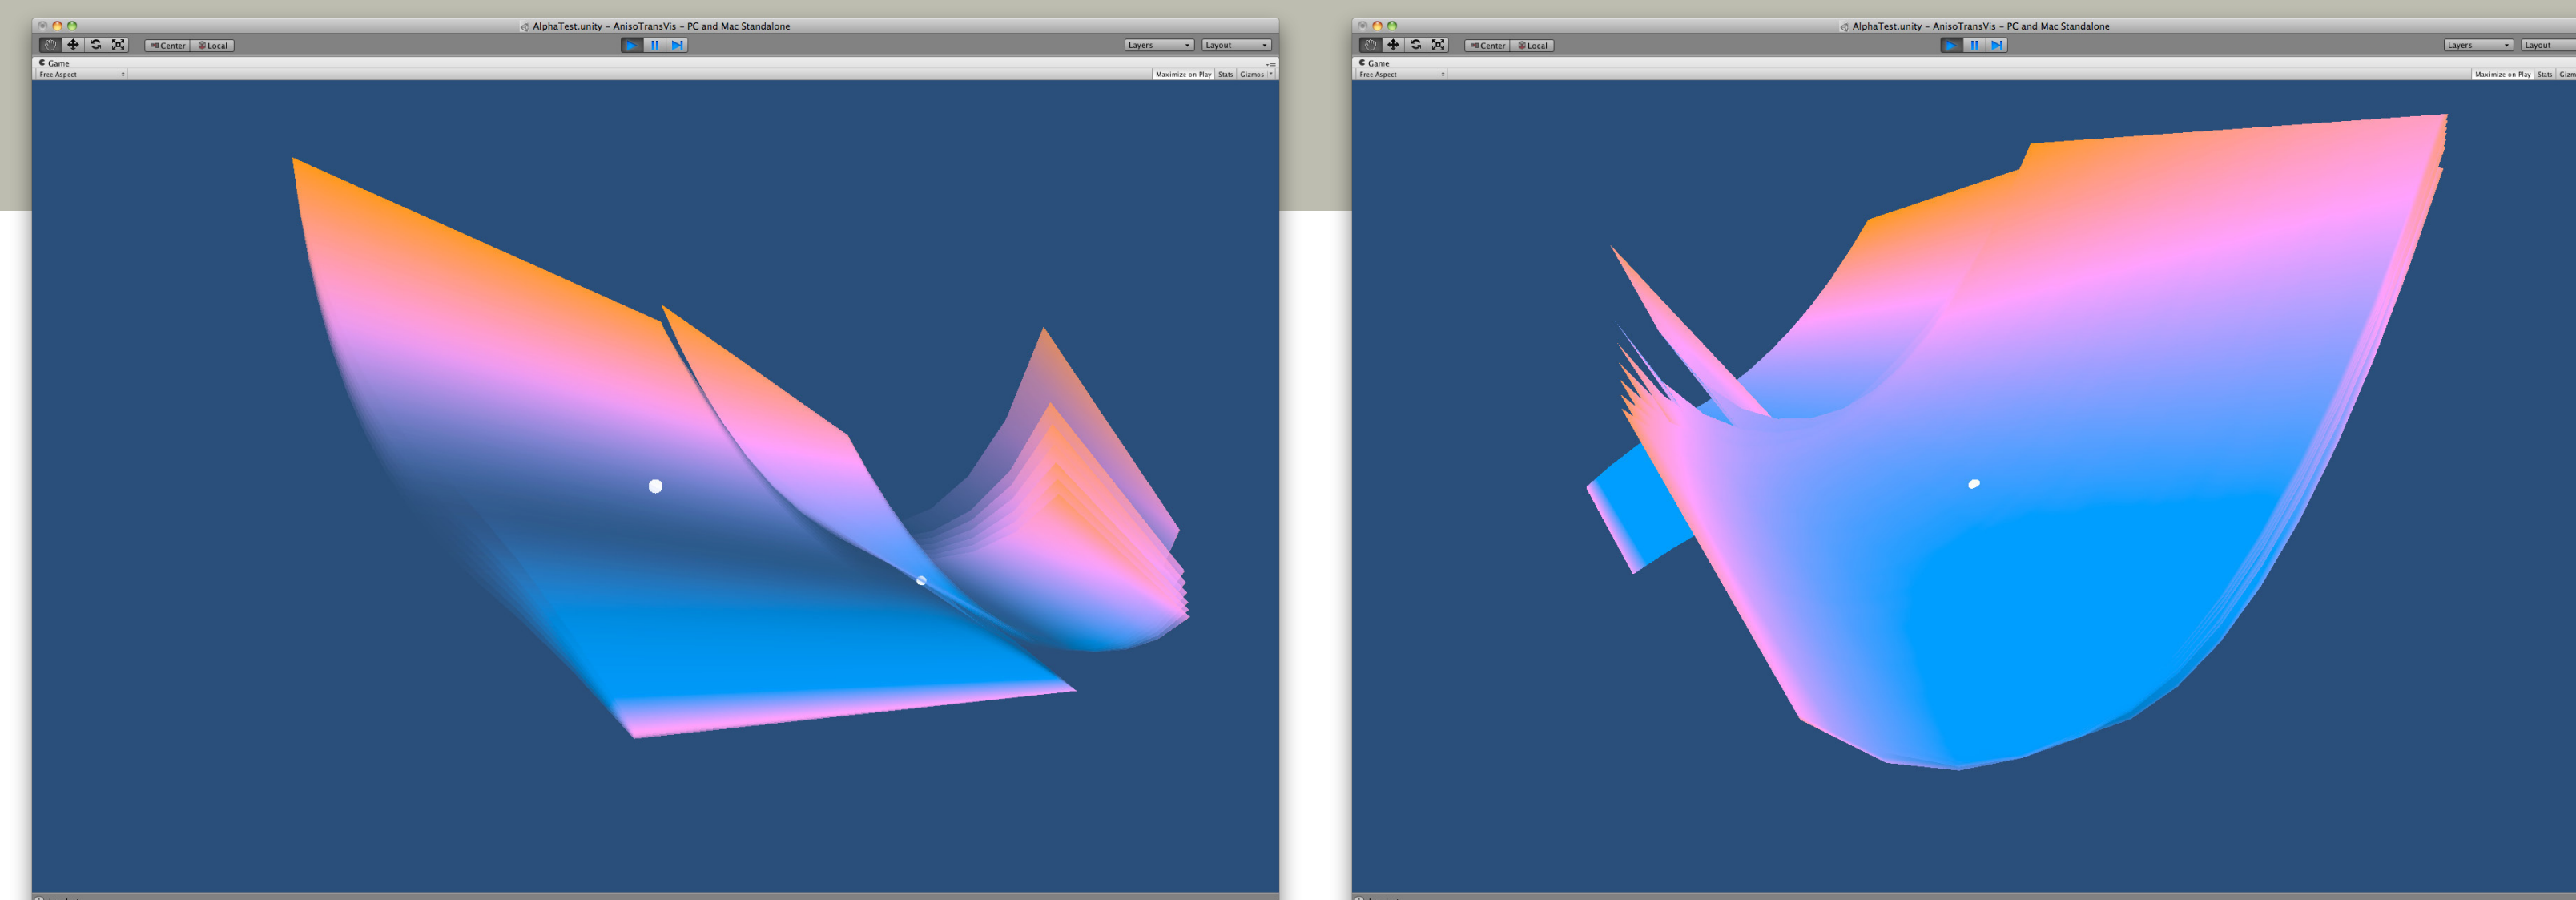 AlphaTest.unity - AnisoTransVis - PC and Mac Standalone
Center Local Layers Layout
Game
Free Aspect Maximize on Play Stats Gizmos
AlphaTest.unity - AnisoTransVis - PC and Mac Standalone
Center Local Layers Layout
Game
Free Aspect Maximize on Play Stats Gizm